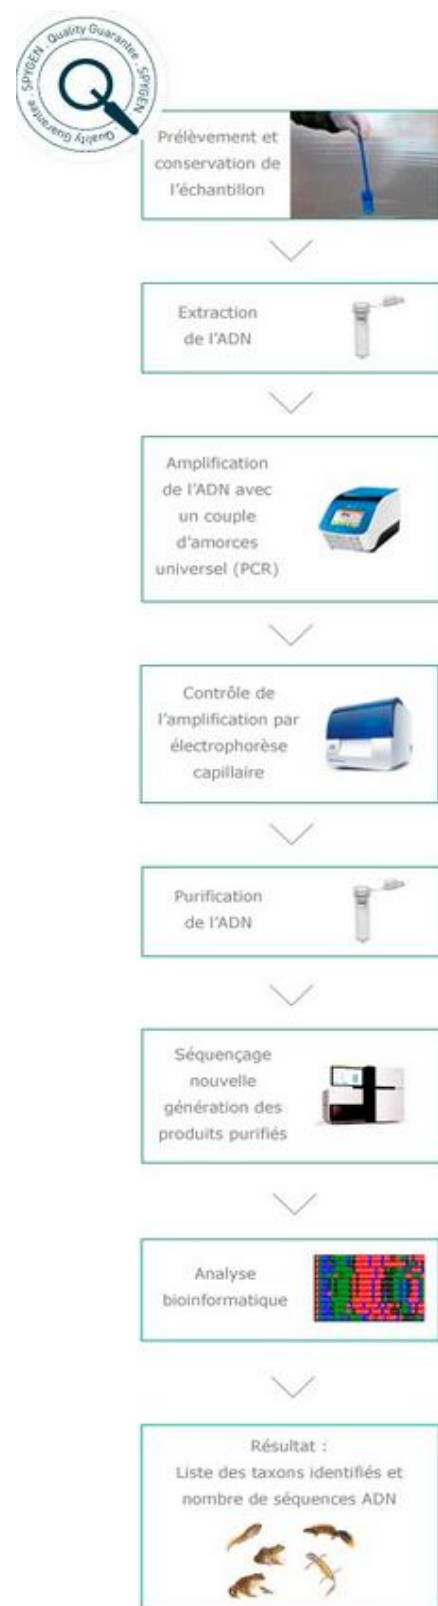 SPYGEN . Quality Guarantee . SPYGEN . Quality Guarantee .
Prélèvement et
conservation de
l'échantillon
Extraction
de l'ADN
Amplification
de l'ADN avec
un couple
d'amorces
universel (PCR)
Contrôle de
l'amplification par
électrophorèse
capillaire
Purification
de l'ADN
Séquençage
nouvelle
génération des
produits purifiés
Analyse
bioinformatique
Résultat :
Liste des taxons identifiés et
nombre de séquences ADN